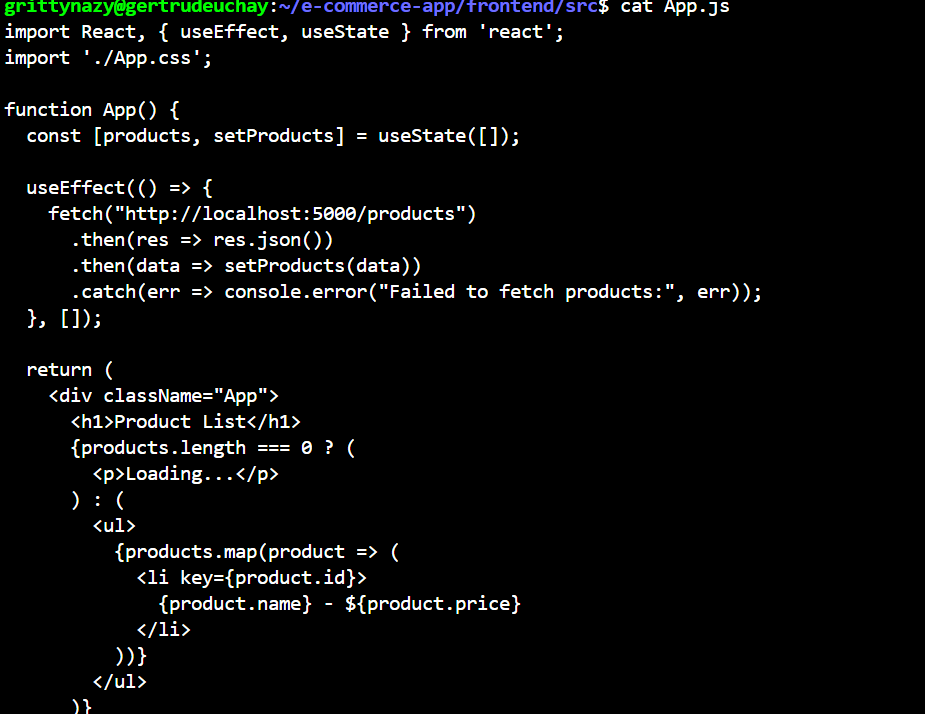 grittynazy@gertrudeuchay:~/e-commerce-app/frontend/src$ cat App.js
import React, { useEffect, useState } from 'react';
import './App.css';

function App() {
  const [products, setProducts] = useState([]);

  useEffect(() => {
    fetch("http://localhost:5000/products")
      .then(res => res.json())
      .then(data => setProducts(data))
      .catch(err => console.error("Failed to fetch products:", err));
  }, []);

  return (
    <div className="App">
      <h1>Product List</h1>
      {products.length === 0 ? (
        <p>Loading...</p>
      ) : (
        <ul>
          {products.map(product => (
            <li key={product.id}>
              {product.name} - ${product.price}
            </li>
          ))}
        </ul>
      )}